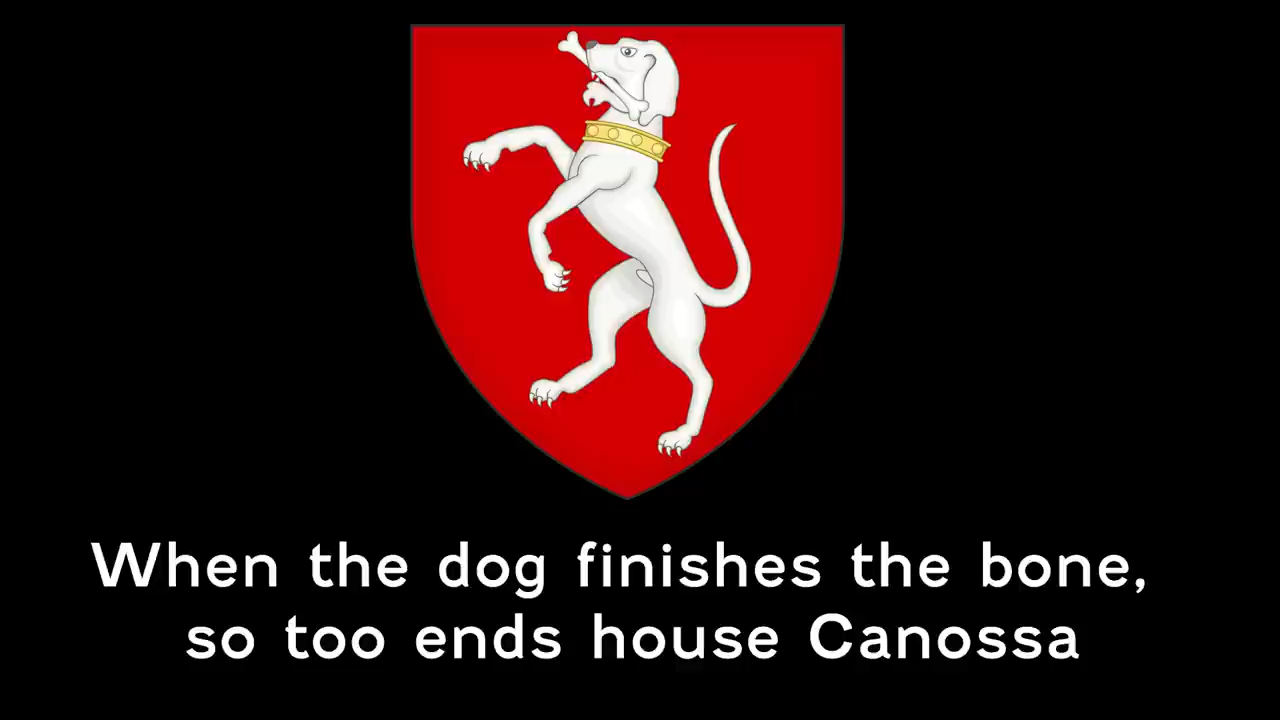 When the dog finishes the bone,
so too ends house Canossa